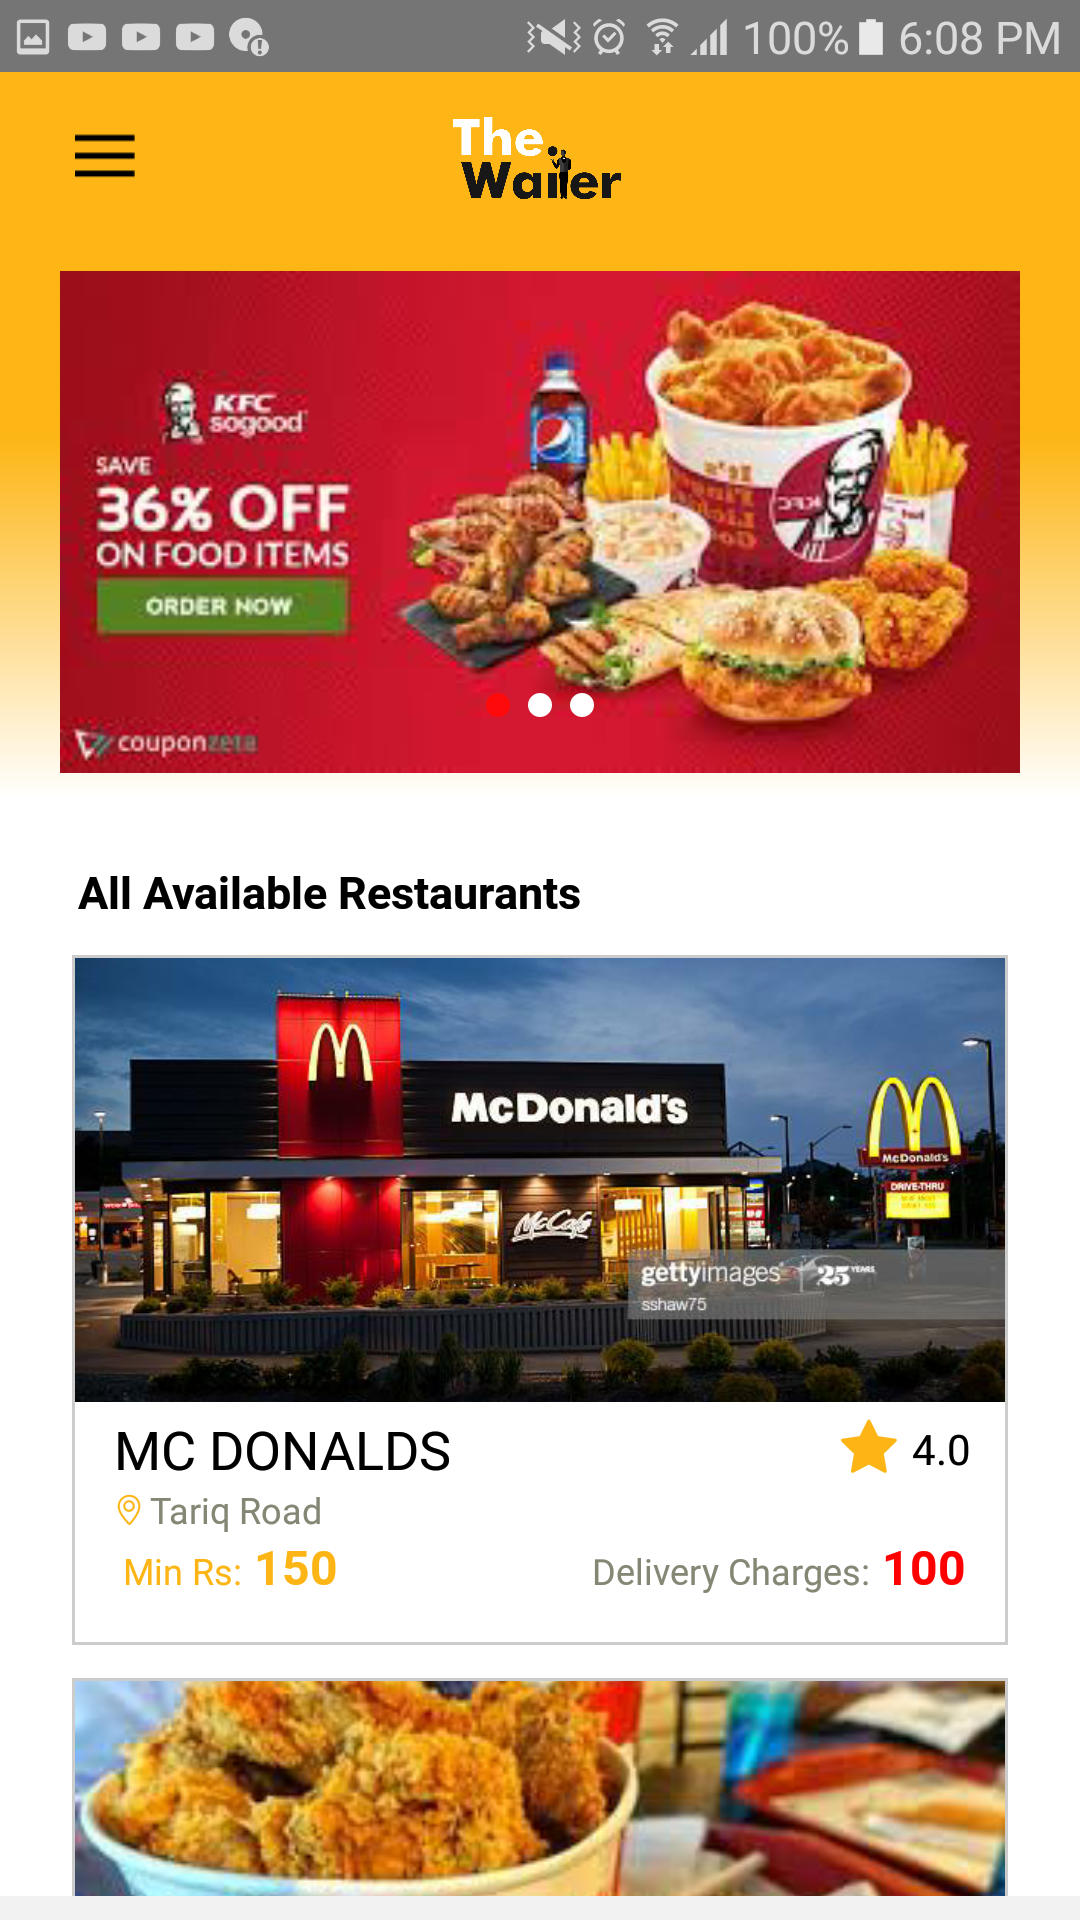 100% 6:08 PM
The
Waiter
KFC
sogood
SAVE
36% OFF
ON FOOD ITEMS
ORDER NOW
KFC
couponzeta
All Available Restaurants
McDonald's
McDonald's
DRIVE-THRU
McCafé
gettyimages 25 YEARS
sshaw75
MC DONALDS
4.0
Tariq Road
Min Rs: 150
Delivery Charges: 100